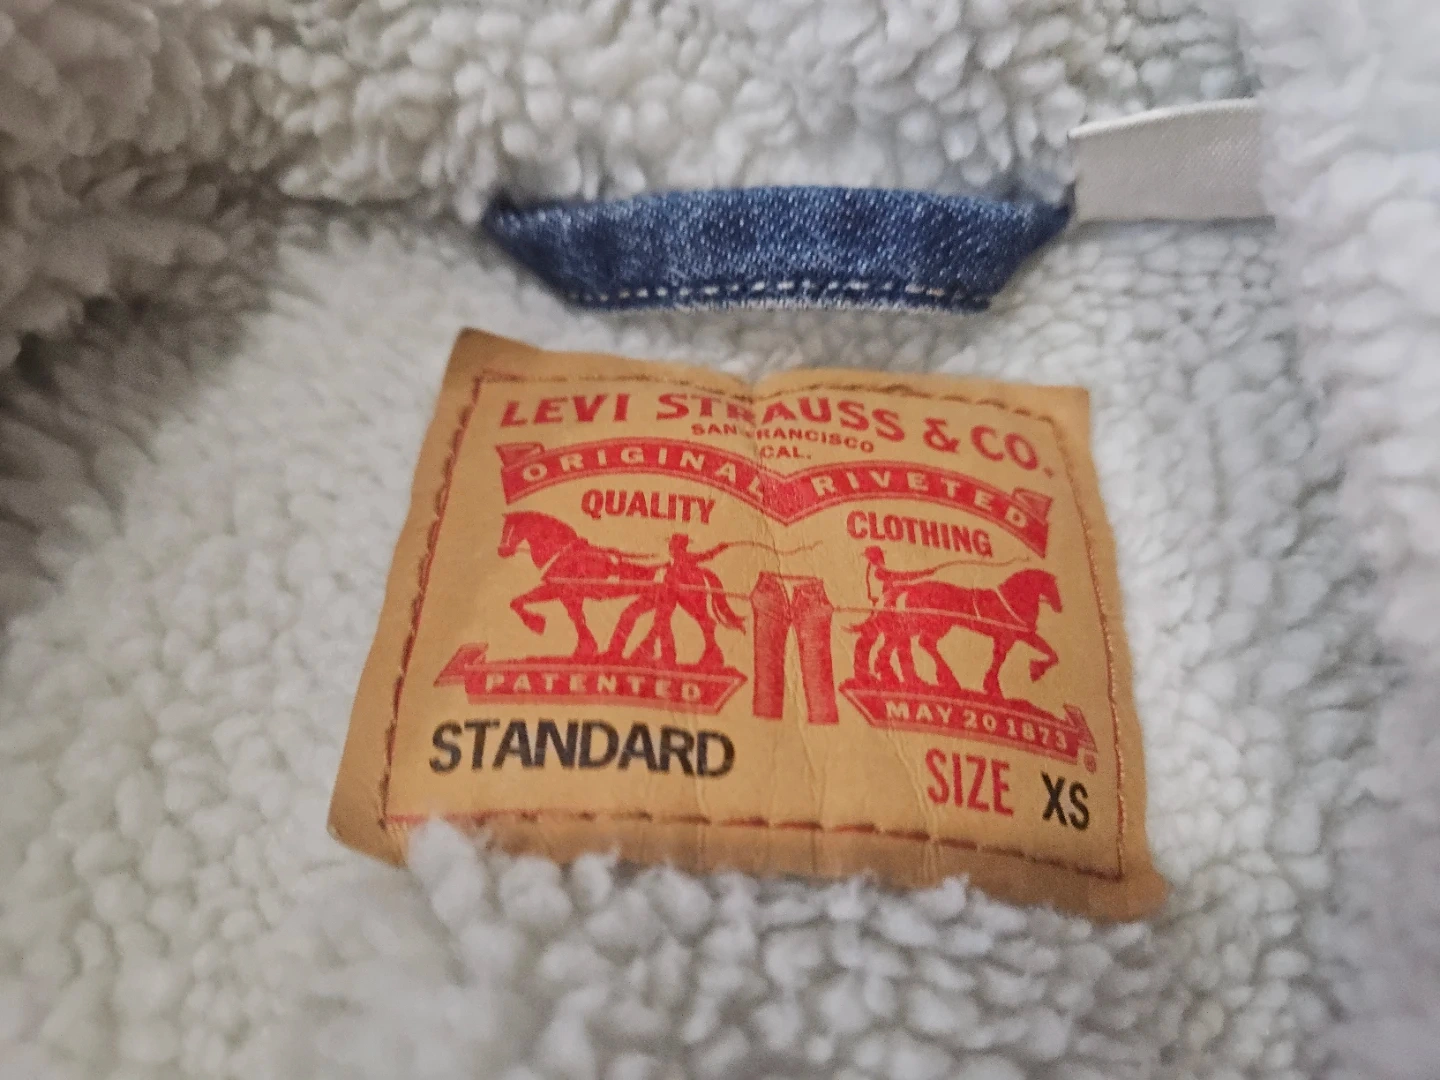 LEVI STRAUSS & CO.
SAN FRANCISCO
CAL.
ORIGINAL RIVETED
QUALITY CLOTHING
PATENTED MAY 20 1873
®
STANDARD SIZE XS